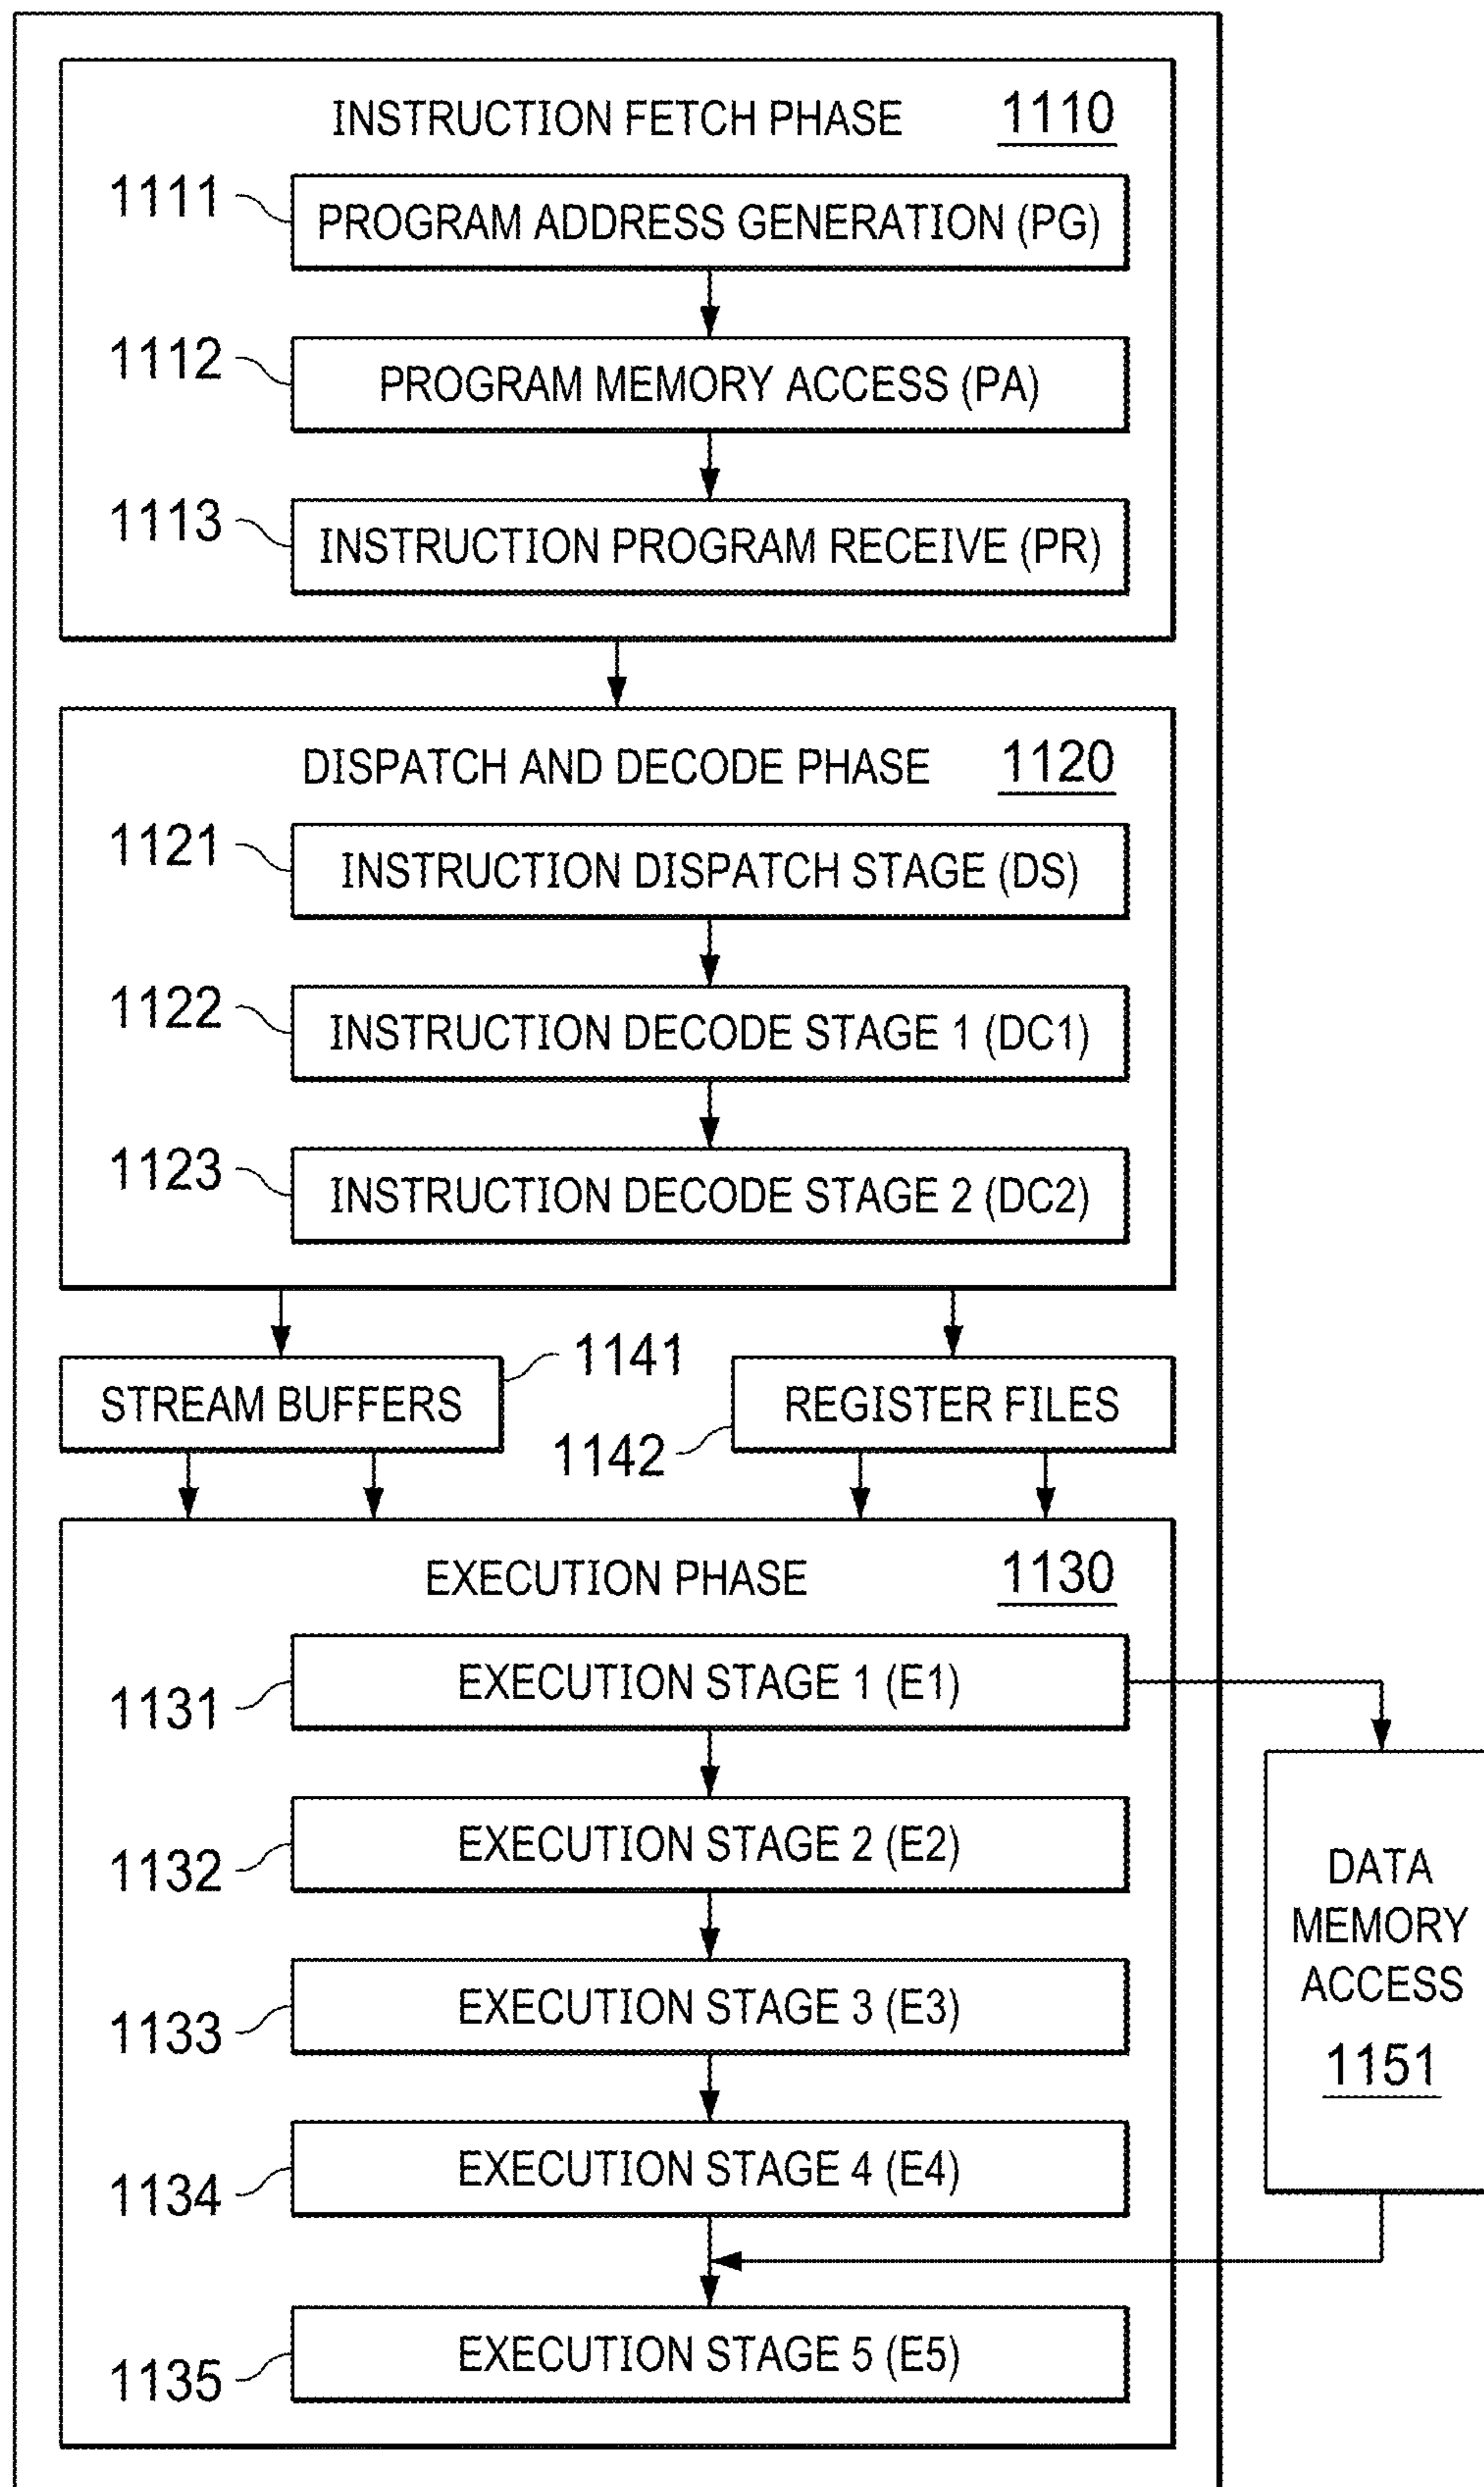 INSTRUCTION FETCH PHASE 1110
1111 PROGRAM ADDRESS GENERATION (PG)
1112 PROGRAM MEMORY ACCESS (PA)
1113 INSTRUCTION PROGRAM RECEIVE (PR)
DISPATCH AND DECODE PHASE 1120
1121 INSTRUCTION DISPATCH STAGE (DS)
1122 INSTRUCTION DECODE STAGE 1 (DC1)
1123 INSTRUCTION DECODE STAGE 2 (DC2)
STREAM BUFFERS 1141
1142 REGISTER FILES
EXECUTION PHASE 1130
1131 EXECUTION STAGE 1 (E1)
1132 EXECUTION STAGE 2 (E2)
1133 EXECUTION STAGE 3 (E3)
1134 EXECUTION STAGE 4 (E4)
1135 EXECUTION STAGE 5 (E5)
DATA
MEMORY
ACCESS
1151